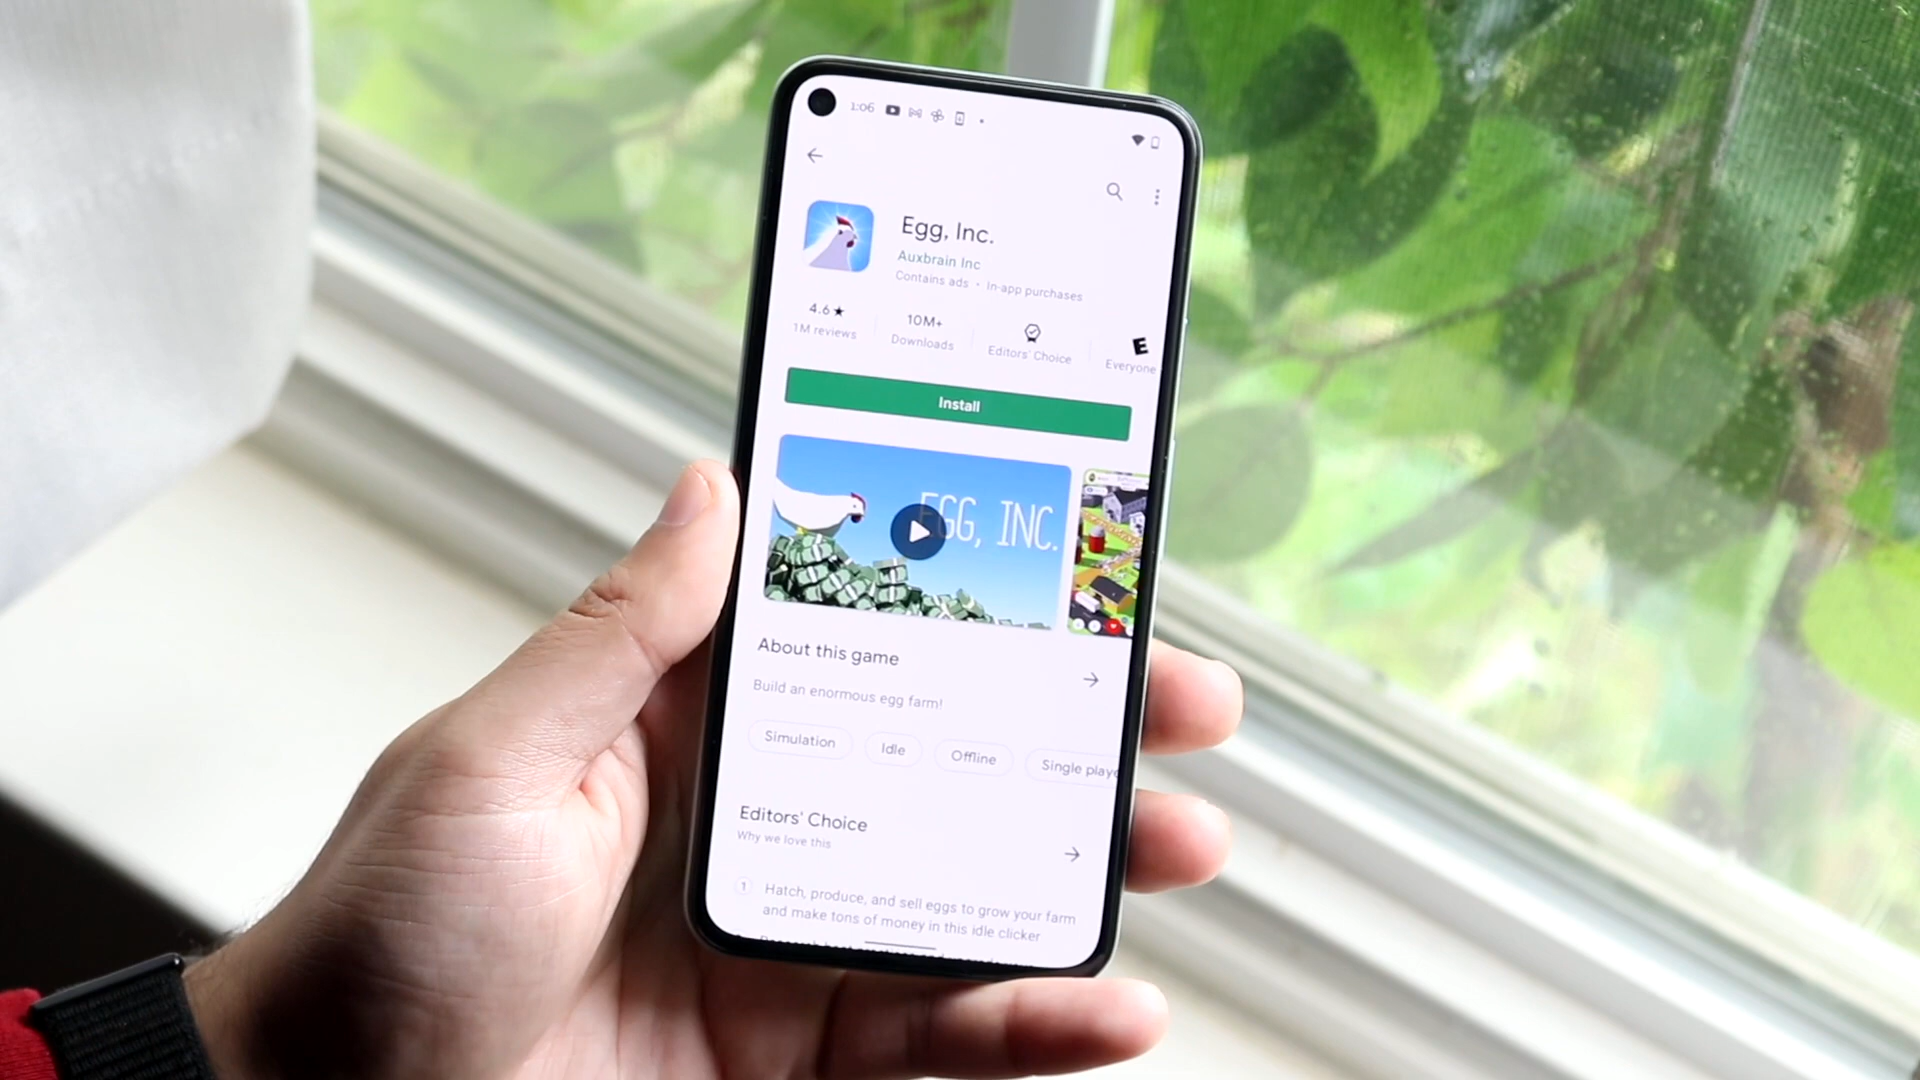 1:06
Egg, Inc.
Auxbrain Inc
Contains ads • In-app purchases
4.6★ 10M+ E
1M reviews Downloads Editors' Choice Everyone
Install
EGG, INC.
About this game
Build an enormous egg farm!
Simulation Idle Offline Single playe
Editors' Choice
Why we love this
1 Hatch, produce, and sell eggs to grow your farm
and make tons of money in this idle clicker